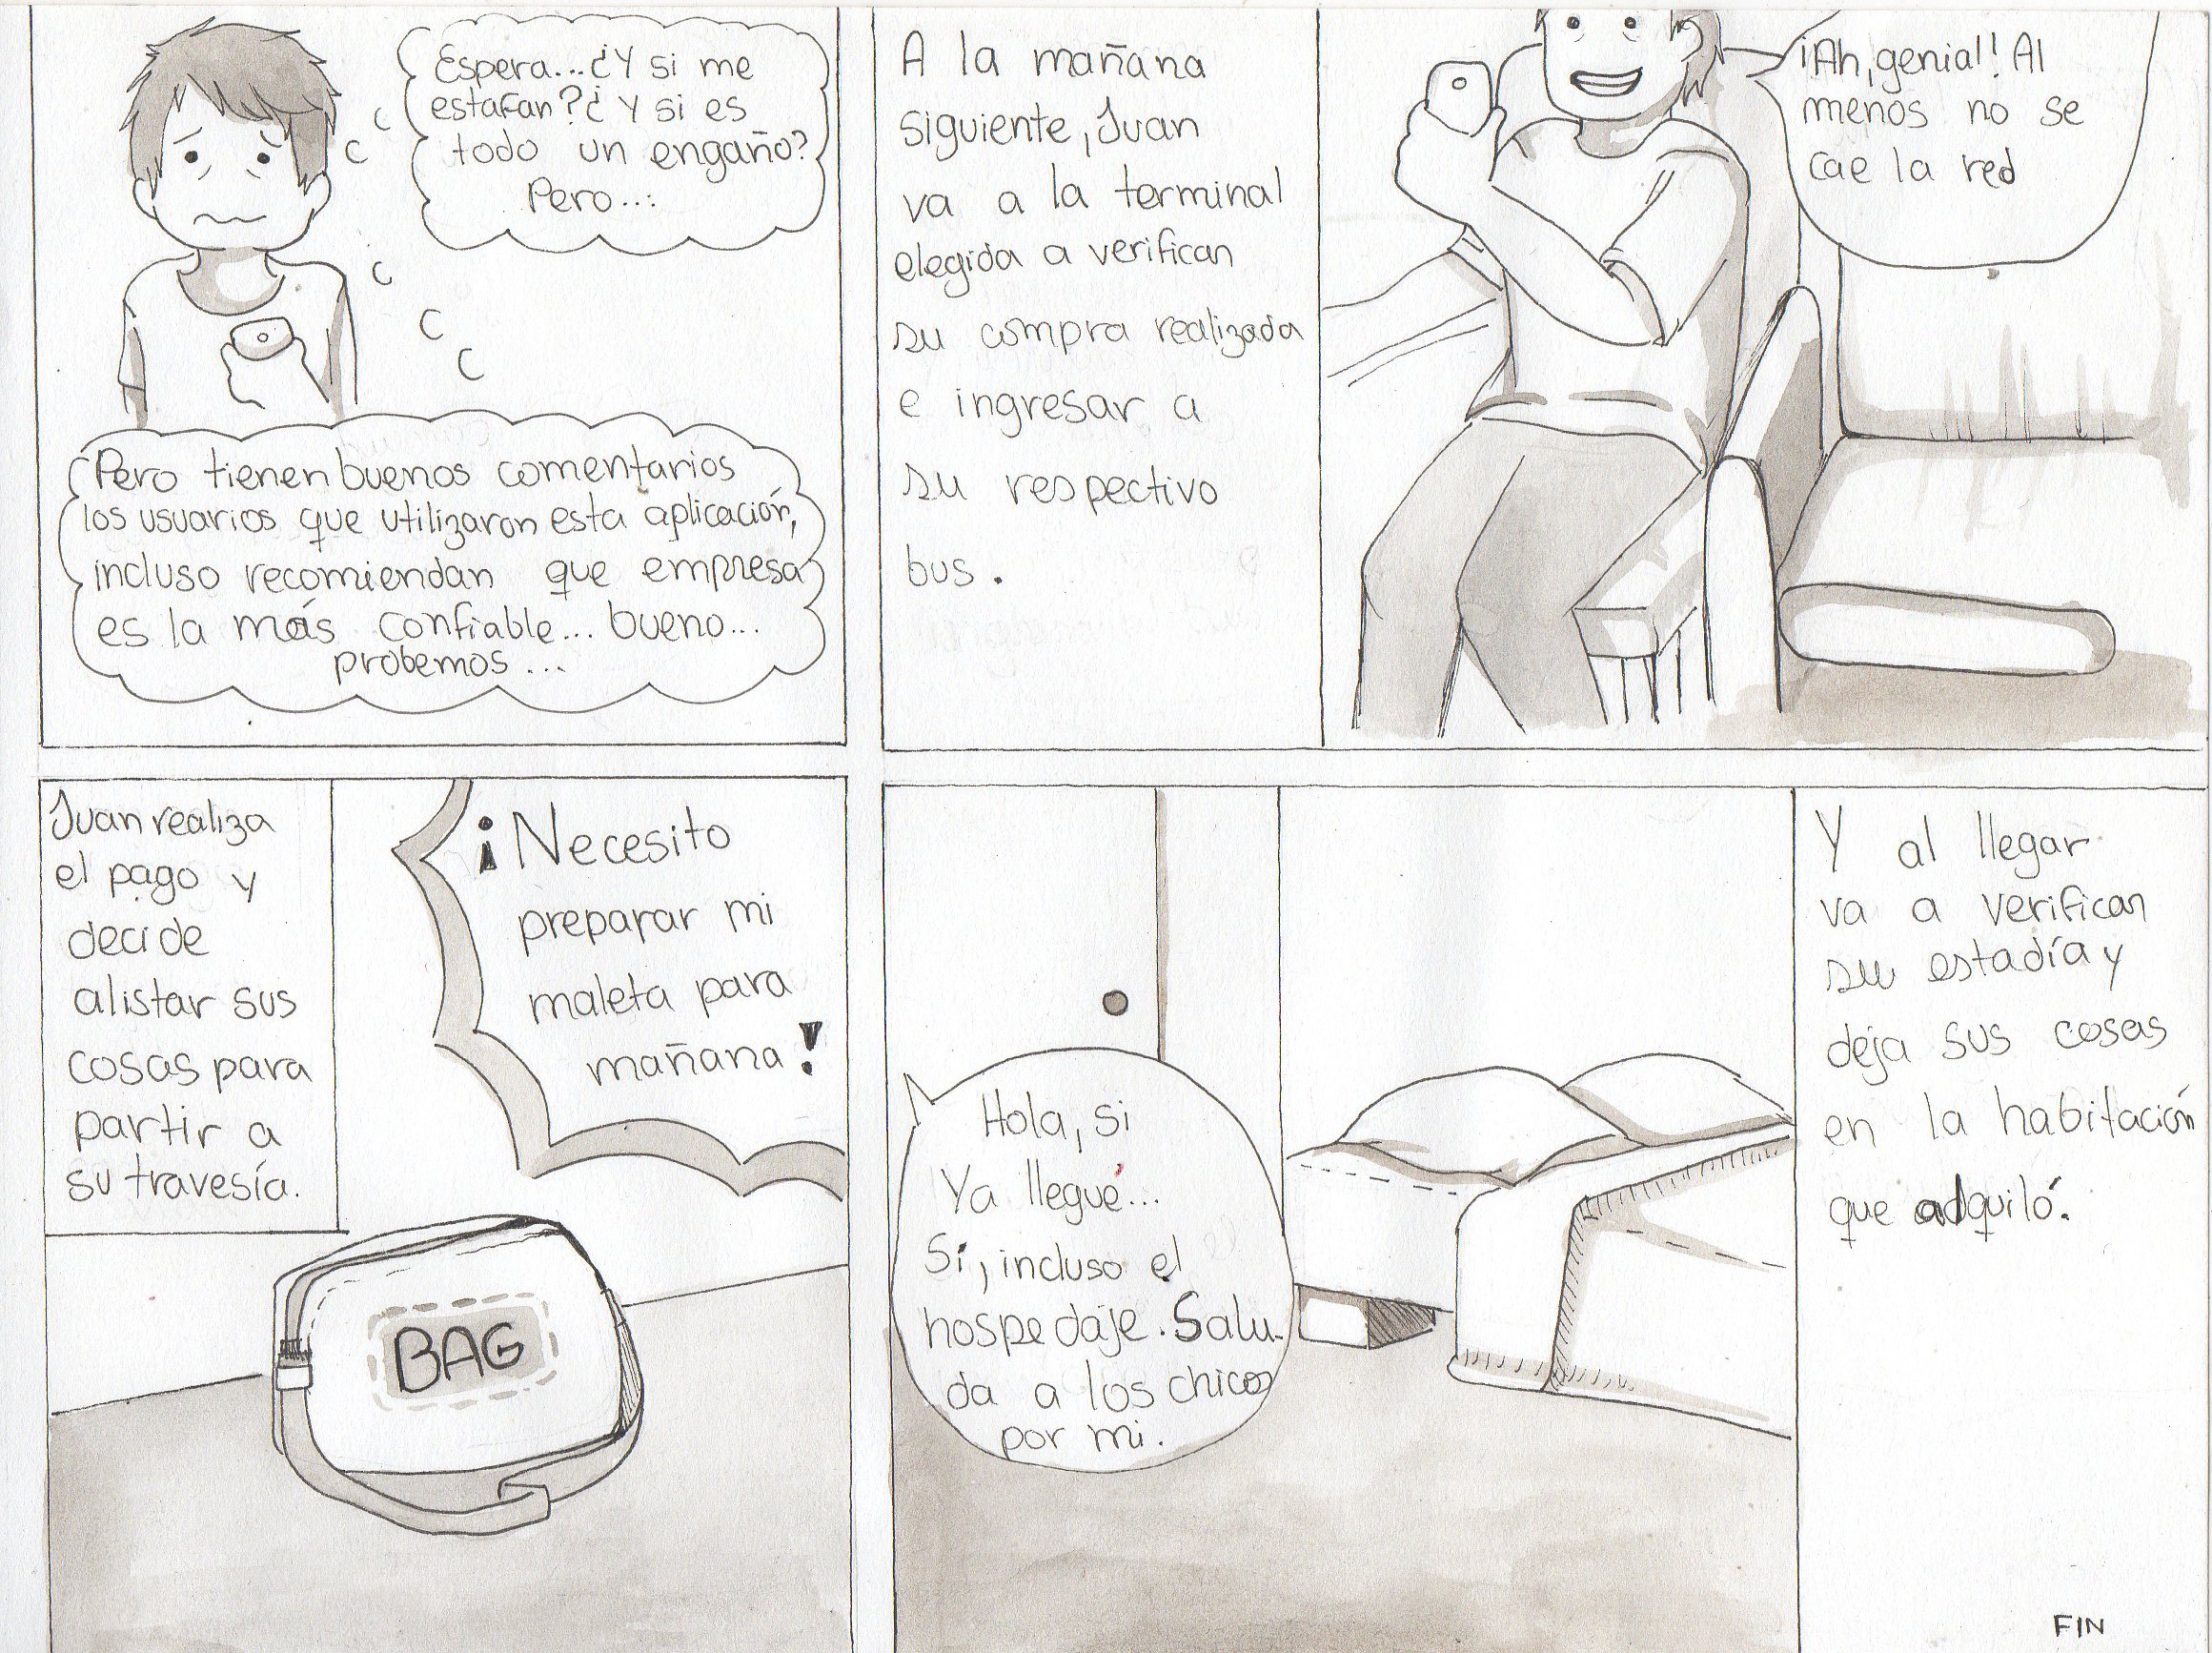 Espera...¿Y si me
estafan?¿Y si es
todo un engaño?
Pero...
Pero tienen buenos comentarios
los usuarios que utilizaron esta aplicación,
incluso recomiendan que empresa
es la más confiable... bueno...
probemos...
Juan realiza
el pago y
decide
alistar sus
cosas para
partir a
su travesía.
¡Necesito
preparar mi
maleta para
mañana!
BAG
A la mañana
siguiente, Juan
va a la terminal
elegida a verifican
su compra realizada
e ingresar a
su respectivo
bus.
¡Ah, genial! Al
menos no se
cae la red
Hola, si
Ya llegué...
Sí, incluso el
hospedaje. Salu-
da a los chicos
por mi.
Y al llegar
va a verifican
su estadía y
deja sus cosas
en la habitación
que adquiló.
FIN